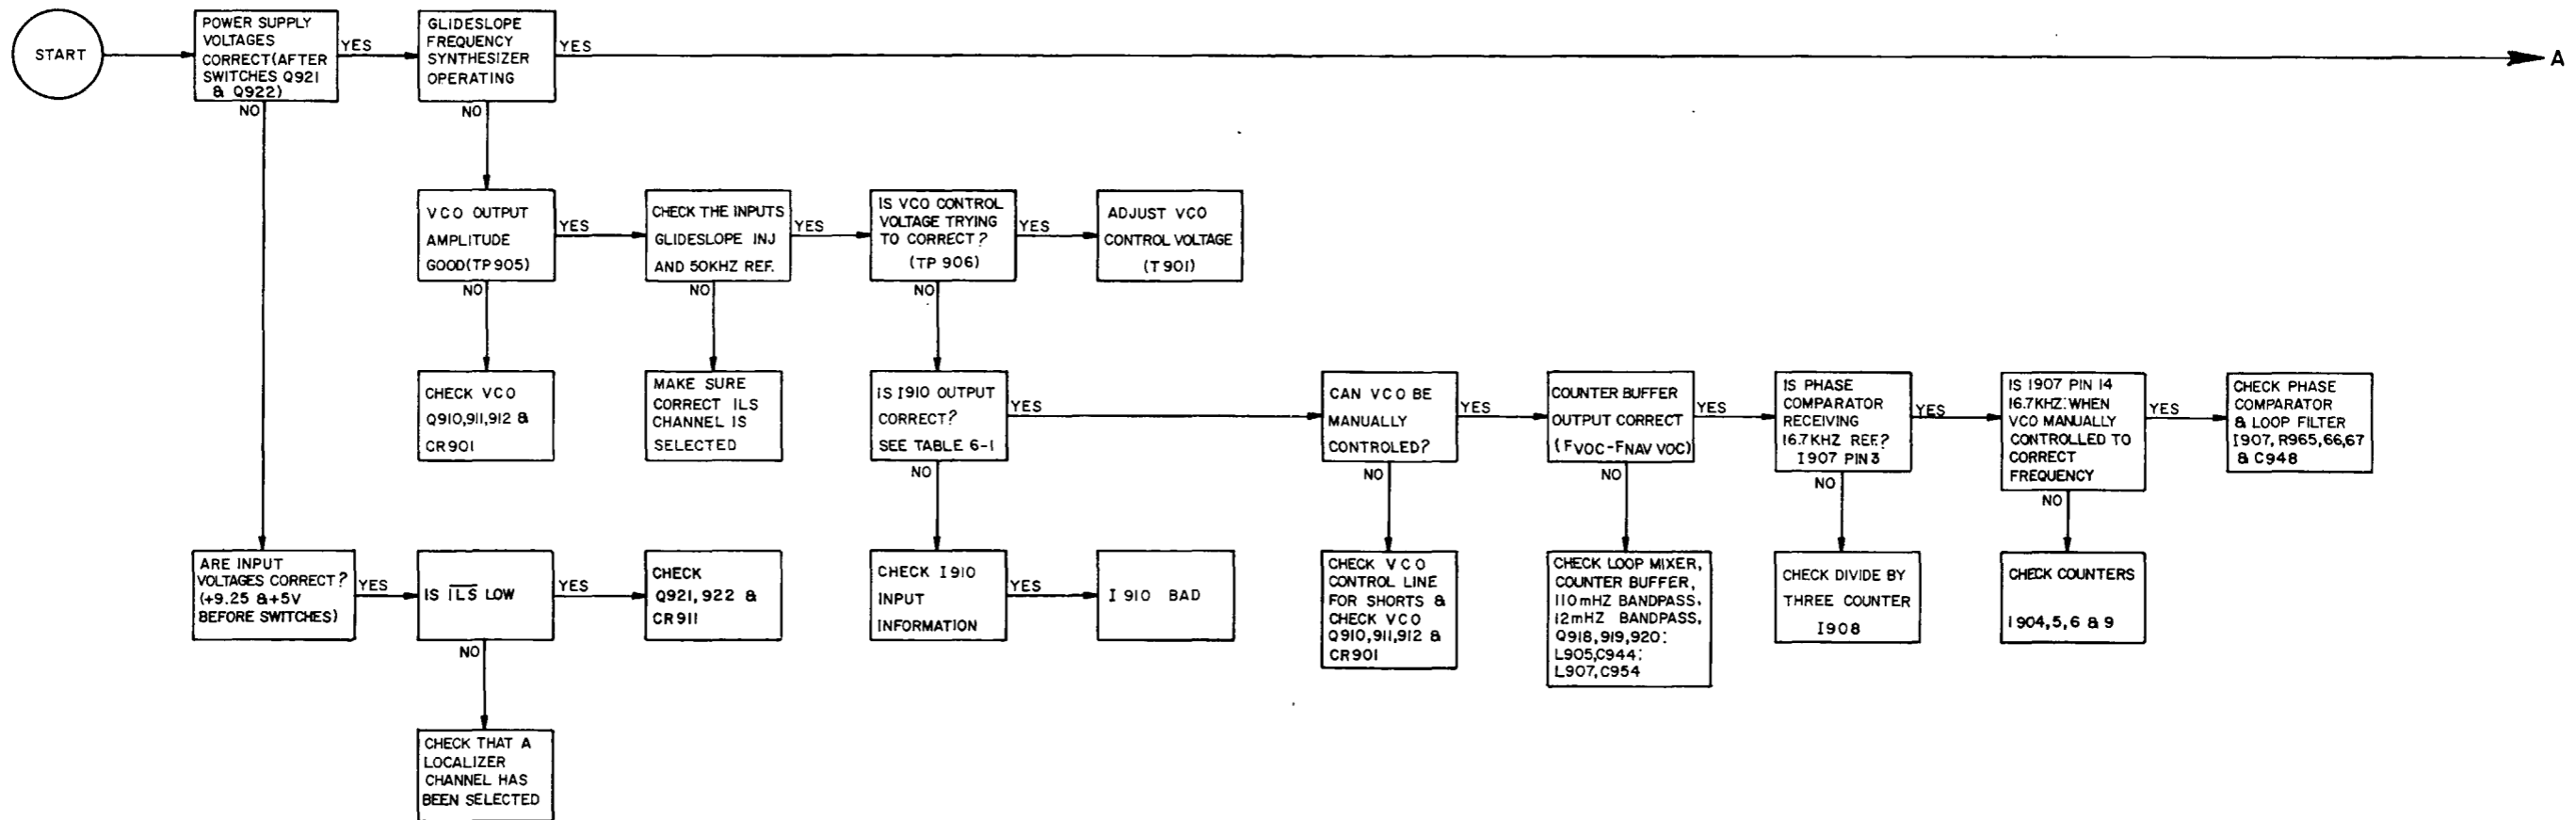 START
POWER SUPPLY
VOLTAGES
CORRECT(AFTER
SWITCHES Q921
& Q922)
YES
NO
GLIDESLOPE
FREQUENCY
SYNTHESIZER
OPERATING
YES
NO
A
VCO OUTPUT
AMPLITUDE
GOOD(TP905)
YES
NO
CHECK THE INPUTS
GLIDESLOPE INJ
AND 50KHZ REF.
YES
NO
IS VCO CONTROL
VOLTAGE TRYING
TO CORRECT?
(TP 906)
YES
NO
ADJUST VCO
CONTROL VOLTAGE
(T901)
CHECK VCO
Q910,911,912 &
CR901
MAKE SURE
CORRECT ILS
CHANNEL IS
SELECTED
IS I910 OUTPUT
CORRECT?
SEE TABLE 6-1
YES
NO
CAN VCO BE
MANUALLY
CONTROLED?
YES
NO
COUNTER BUFFER
OUTPUT CORRECT
(FVOC-FNAV VOC)
YES
NO
IS PHASE
COMPARATOR
RECEIVING
16.7KHZ REF.?
I907 PIN3
YES
NO
IS I907 PIN 14
16.7KHZ: WHEN
VCO MANUALLY
CONTROLLED TO
CORRECT
FREQUENCY
YES
NO
CHECK PHASE
COMPARATOR
& LOOP FILTER
I907, R965,66,67
& C948
ARE INPUT
VOLTAGES CORRECT?
(+9.25 &+5V
BEFORE SWITCHES)
YES
IS I̅L̅S̅ LOW
YES
NO
CHECK
Q921, 922 &
CR911
CHECK I910
INPUT
INFORMATION
YES
I 910 BAD
CHECK VCO
CONTROL LINE
FOR SHORTS &
CHECK VCO
Q910,911,912 &
CR901
CHECK LOOP MIXER,
COUNTER BUFFER,
110mHZ BANDPASS,
12mHZ BANDPASS,
Q918,919,920:
L905,C944:
L907,C954
CHECK DIVIDE BY
THREE COUNTER
I908
CHECK COUNTERS
I904,5,6 & 9
CHECK THAT A
LOCALIZER
CHANNEL HAS
BEEN SELECTED